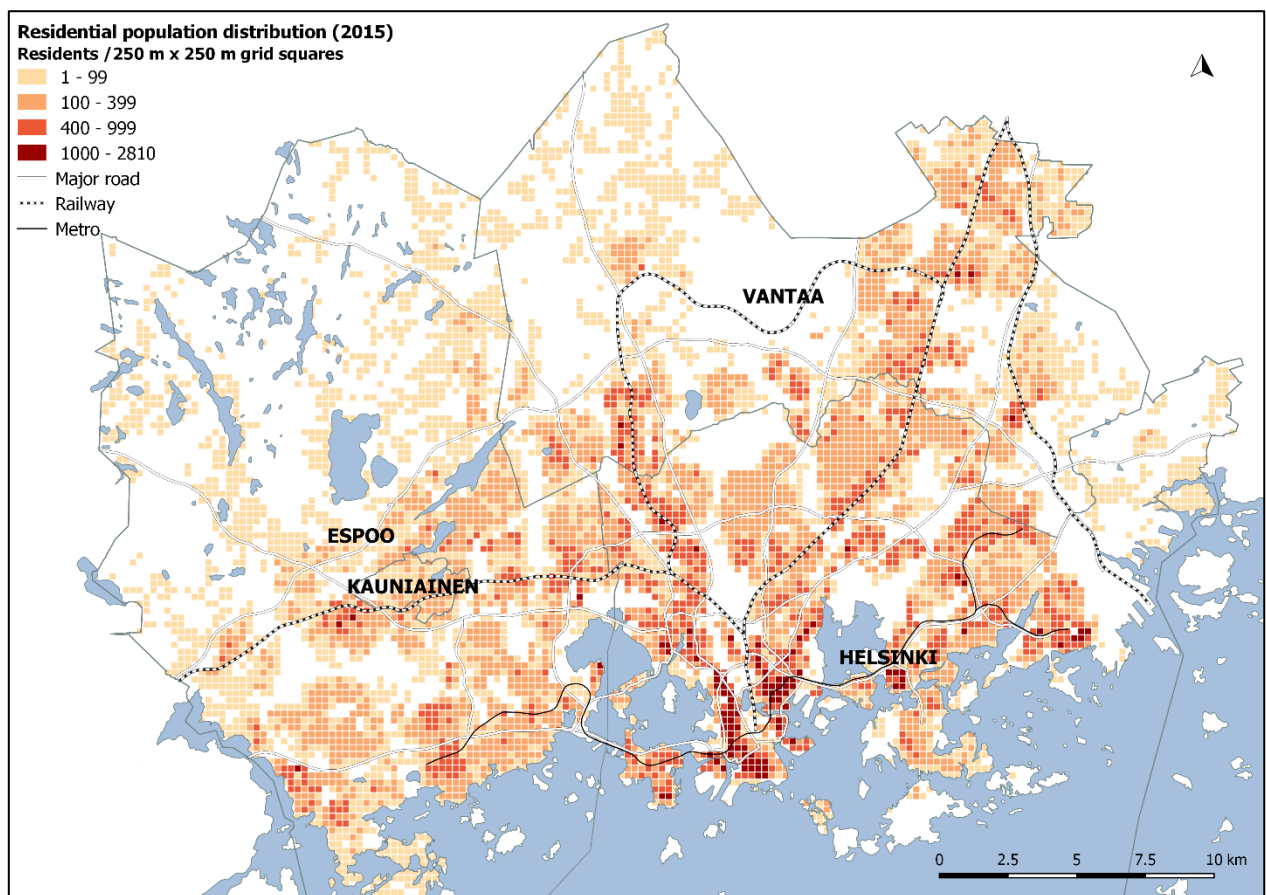 Residential population distribution (2015)
Residents /250 m x 250 m grid squares
1 - 99
100 - 399
400 - 999
1000 - 2810
Major road
Railway
Metro
VANTAA
ESPOO
KAUNIAINEN
HELSINKI
0 2.5 5 7.5 10 km